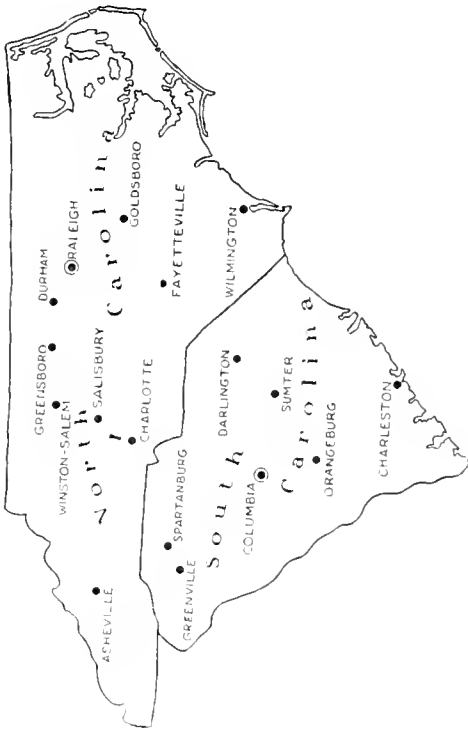 WINSTON-SALEM
GREENSBORO
DURHAM
RALEIGH
ASHEVILLE
North
Carolina
SALISBURY
CHARLOTTE
GOLDSBORO
FAYETTEVILLE
WILMINGTON
SPARTANBURG
GREENVILLE
South
Carolina
COLUMBIA
DARLINGTON
SUMTER
ORANGEBURG
CHARLESTON